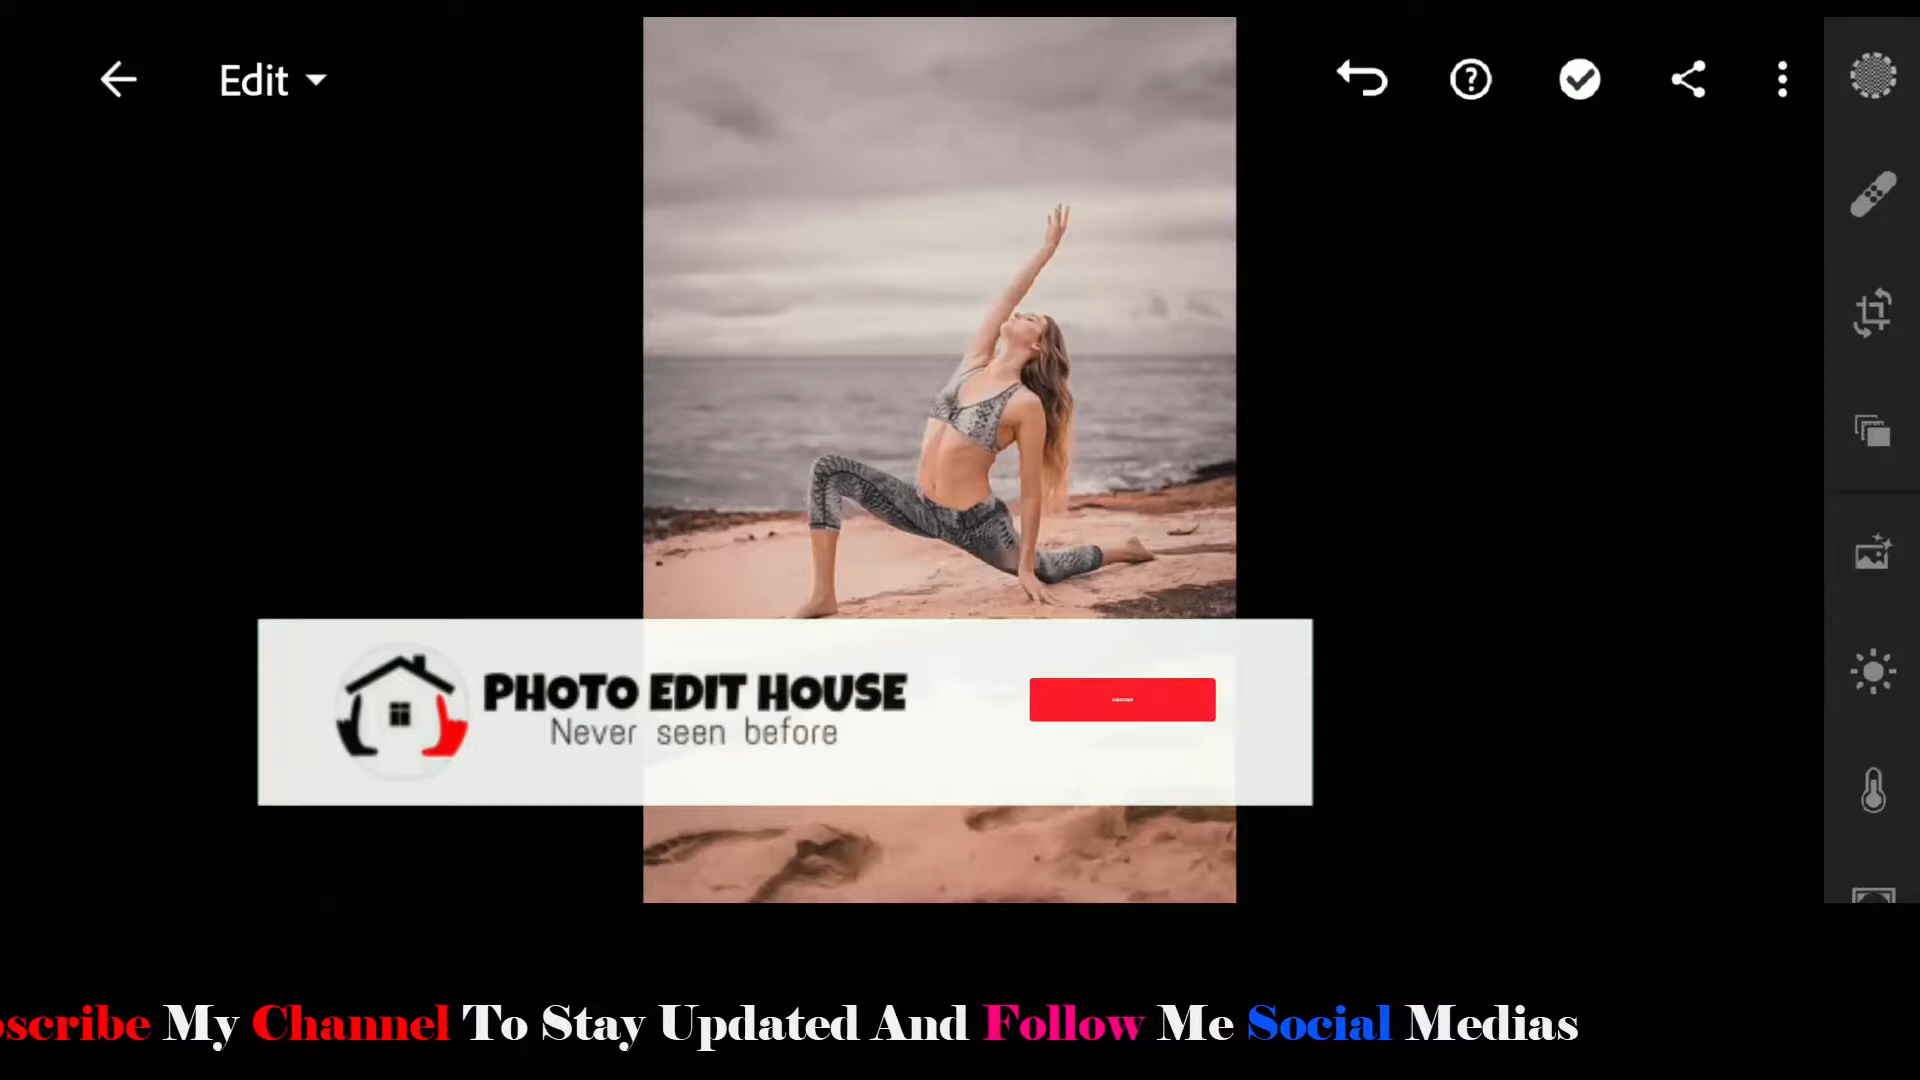 Edit
PHOTO EDIT HOUSE
Never seen before
scribe My Channel To Stay Updated And Follow Me Social Medias